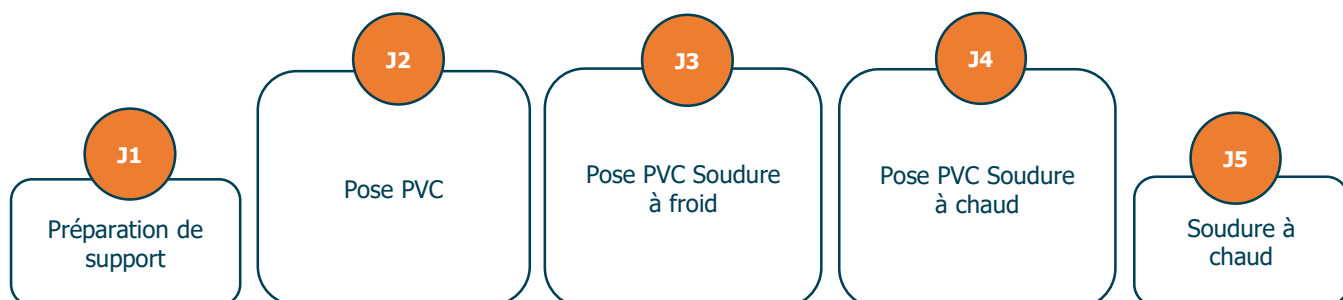 J1
Préparation de
support
J2
Pose PVC
J3
Pose PVC Soudure
à froid
J4
Pose PVC Soudure
à chaud
J5
Soudure à
chaud